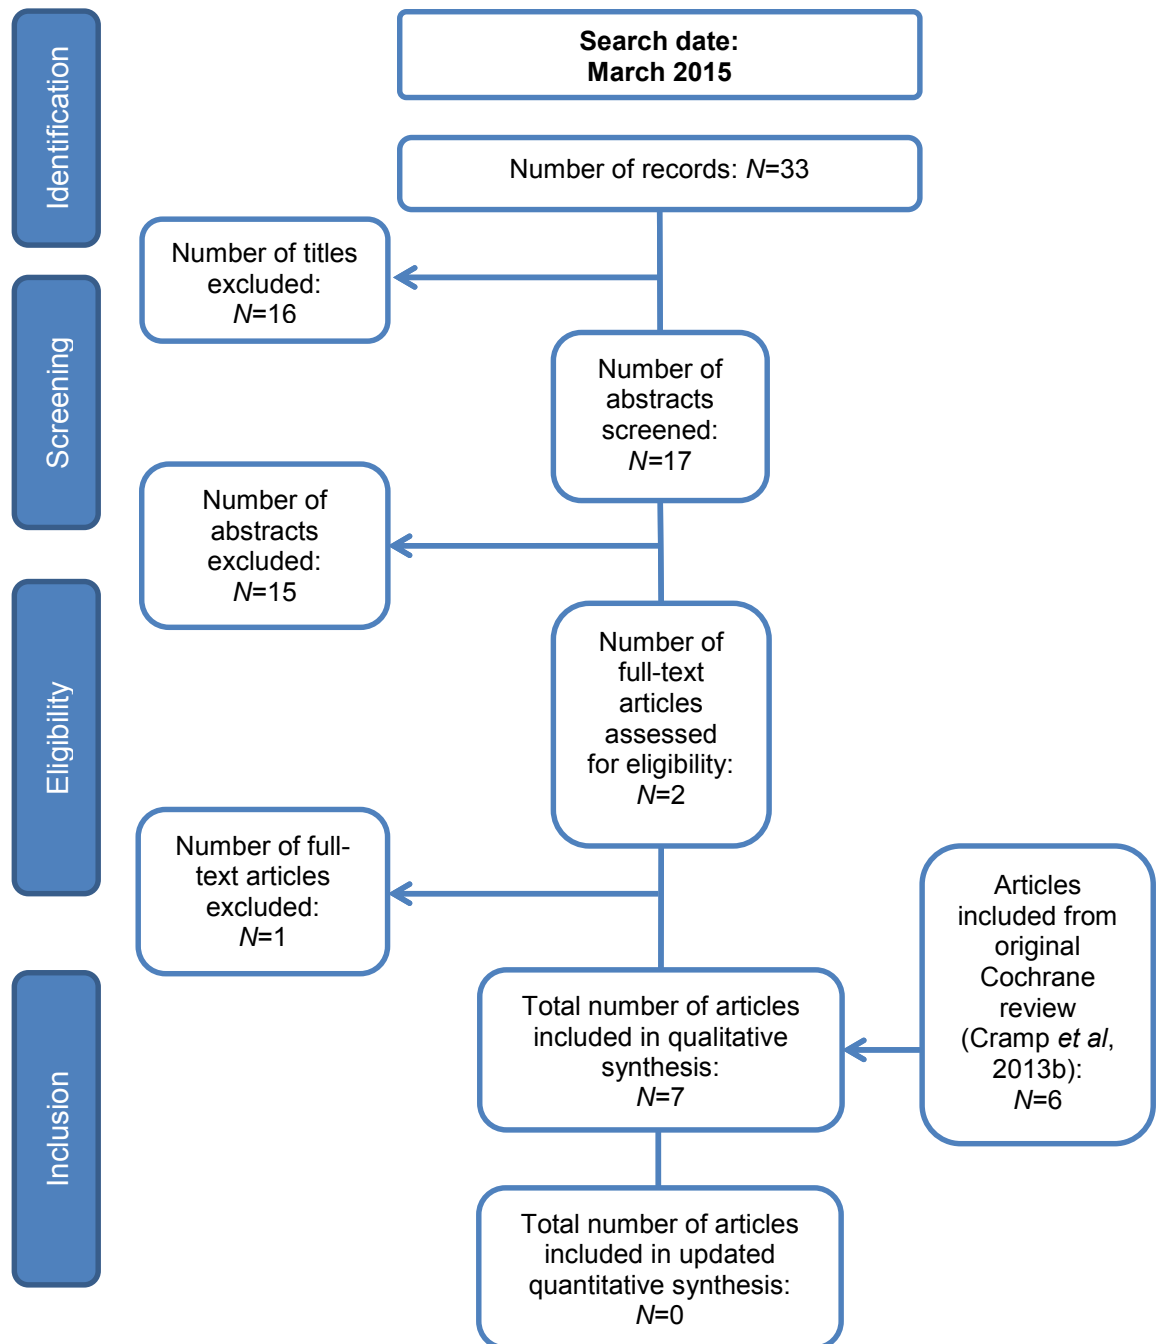 Identification
Search date:
March 2015
Number of records: N=33
Number of titles
excluded:
N=16
Screening
Number of
abstracts
screened:
N=17
Number of
abstracts
excluded:
N=15
Eligibility
Number of
full-text
articles
assessed
for eligibility:
N=2
Number of full-
text articles
excluded:
N=1
Articles
included from
original
Cochrane
review
(Cramp et al,
2013b):
N=6
Inclusion
Total number of articles
included in qualitative
synthesis:
N=7
Total number of articles
included in updated
quantitative synthesis:
N=0